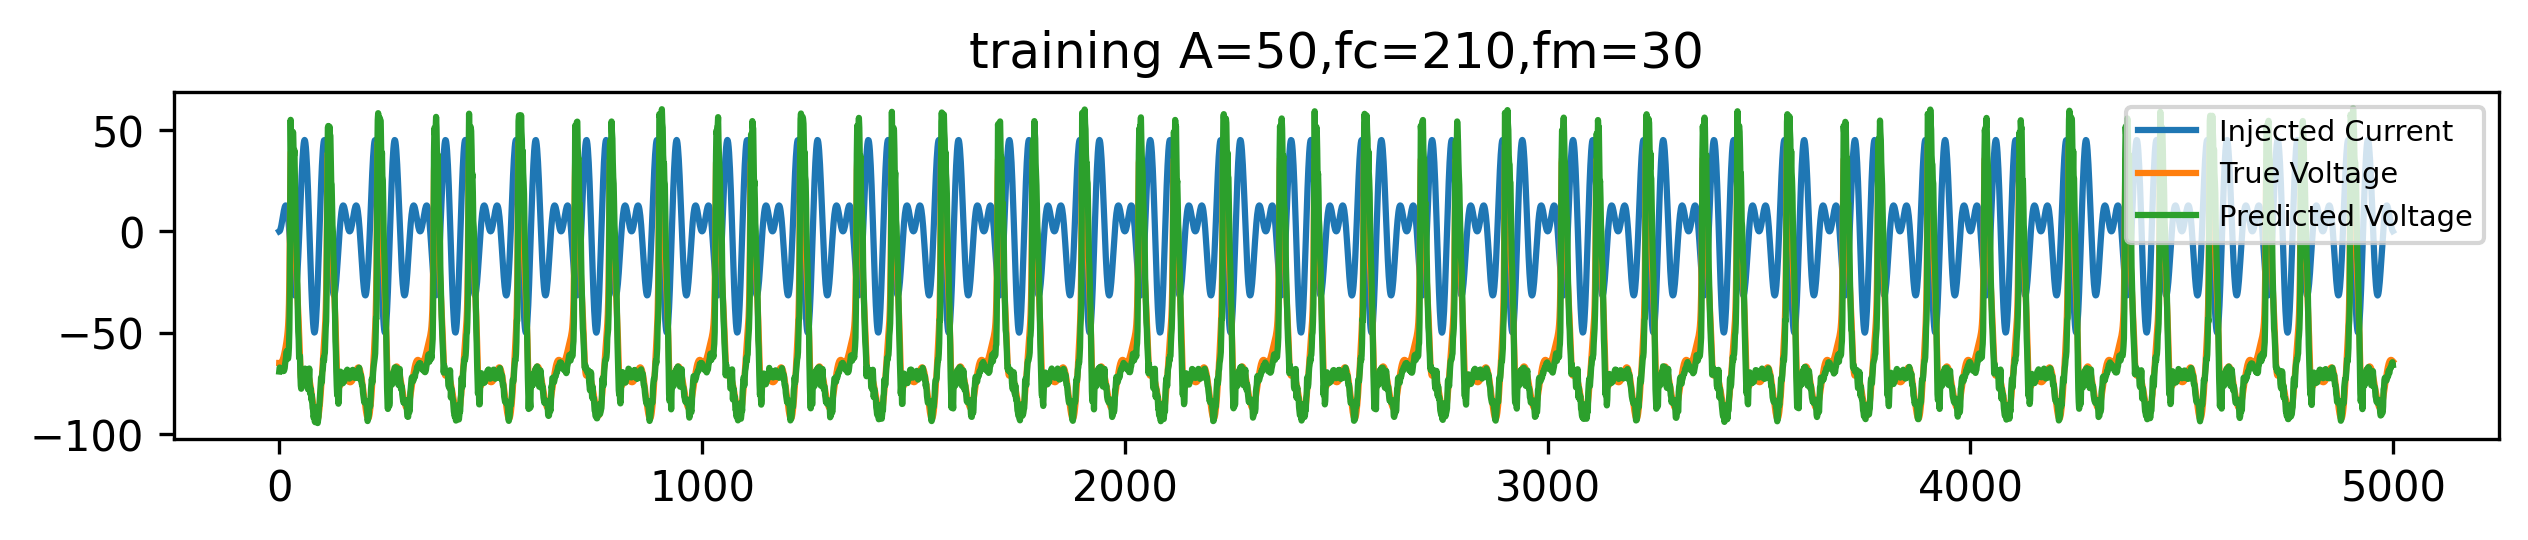 training A=50,fc=210,fm=30
50
0
−50
−100
0 1000 2000 3000 4000 5000
Injected Current
True Voltage
Predicted Voltage